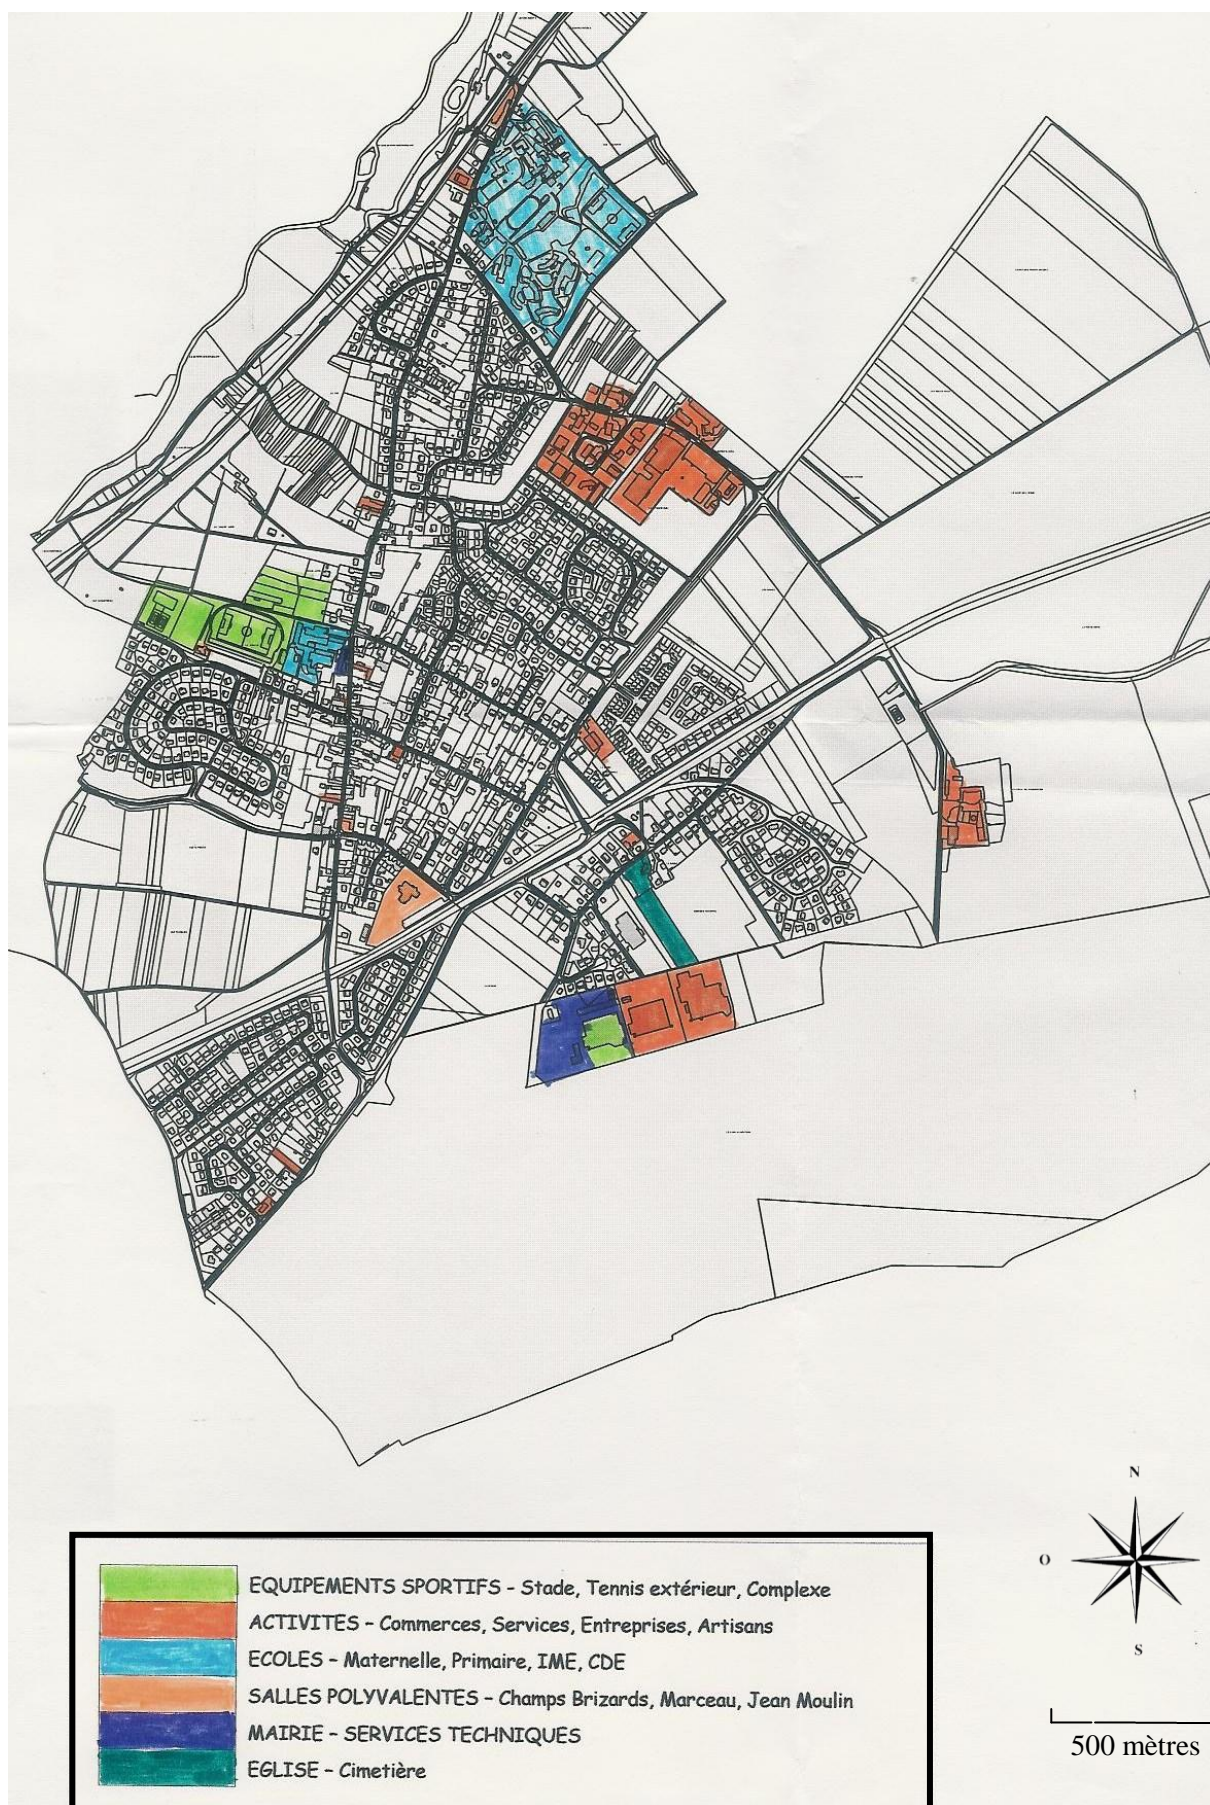 N
O
S
500 mètres
EQUIPEMENTS SPORTIFS - Stade, Tennis extérieur, Complexe
ACTIVITES - Commerces, Services, Entreprises, Artisans
ECOLES - Maternelle, Primaire, IME, CDE
SALLES POLYVALENTES - Champs Brizards, Marceau, Jean Moulin
MAIRIE - SERVICES TECHNIQUES
EGLISE - Cimetière